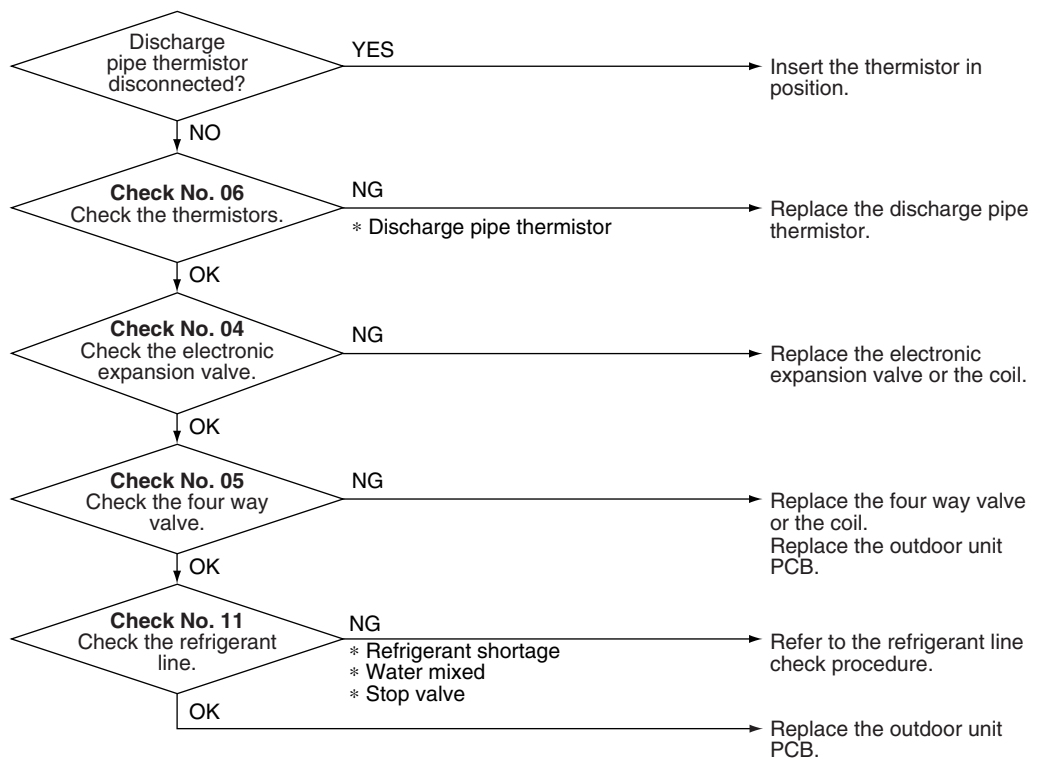 Discharge
pipe thermistor
disconnected?
YES
Insert the thermistor in
position.
NO
Check No. 06
Check the thermistors.
NG
* Discharge pipe thermistor
Replace the discharge pipe
thermistor.
OK
Check No. 04
Check the electronic
expansion valve.
NG
Replace the electronic
expansion valve or the coil.
OK
Check No. 05
Check the four way
valve.
NG
Replace the four way valve
or the coil.
Replace the outdoor unit
PCB.
OK
Check No. 11
Check the refrigerant
line.
NG
* Refrigerant shortage
* Water mixed
* Stop valve
Refer to the refrigerant line
check procedure.
OK
Replace the outdoor unit
PCB.